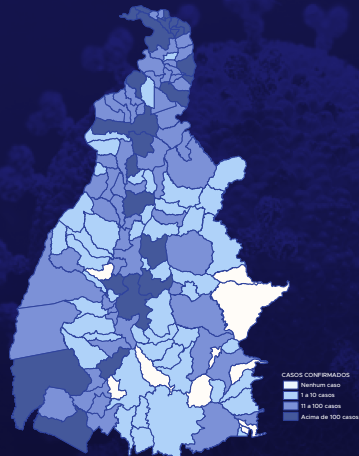 CASOS CONFIRMADOS
Nenhum caso
1 a 10 casos
11 a 100 casos
Acima de 100 casos